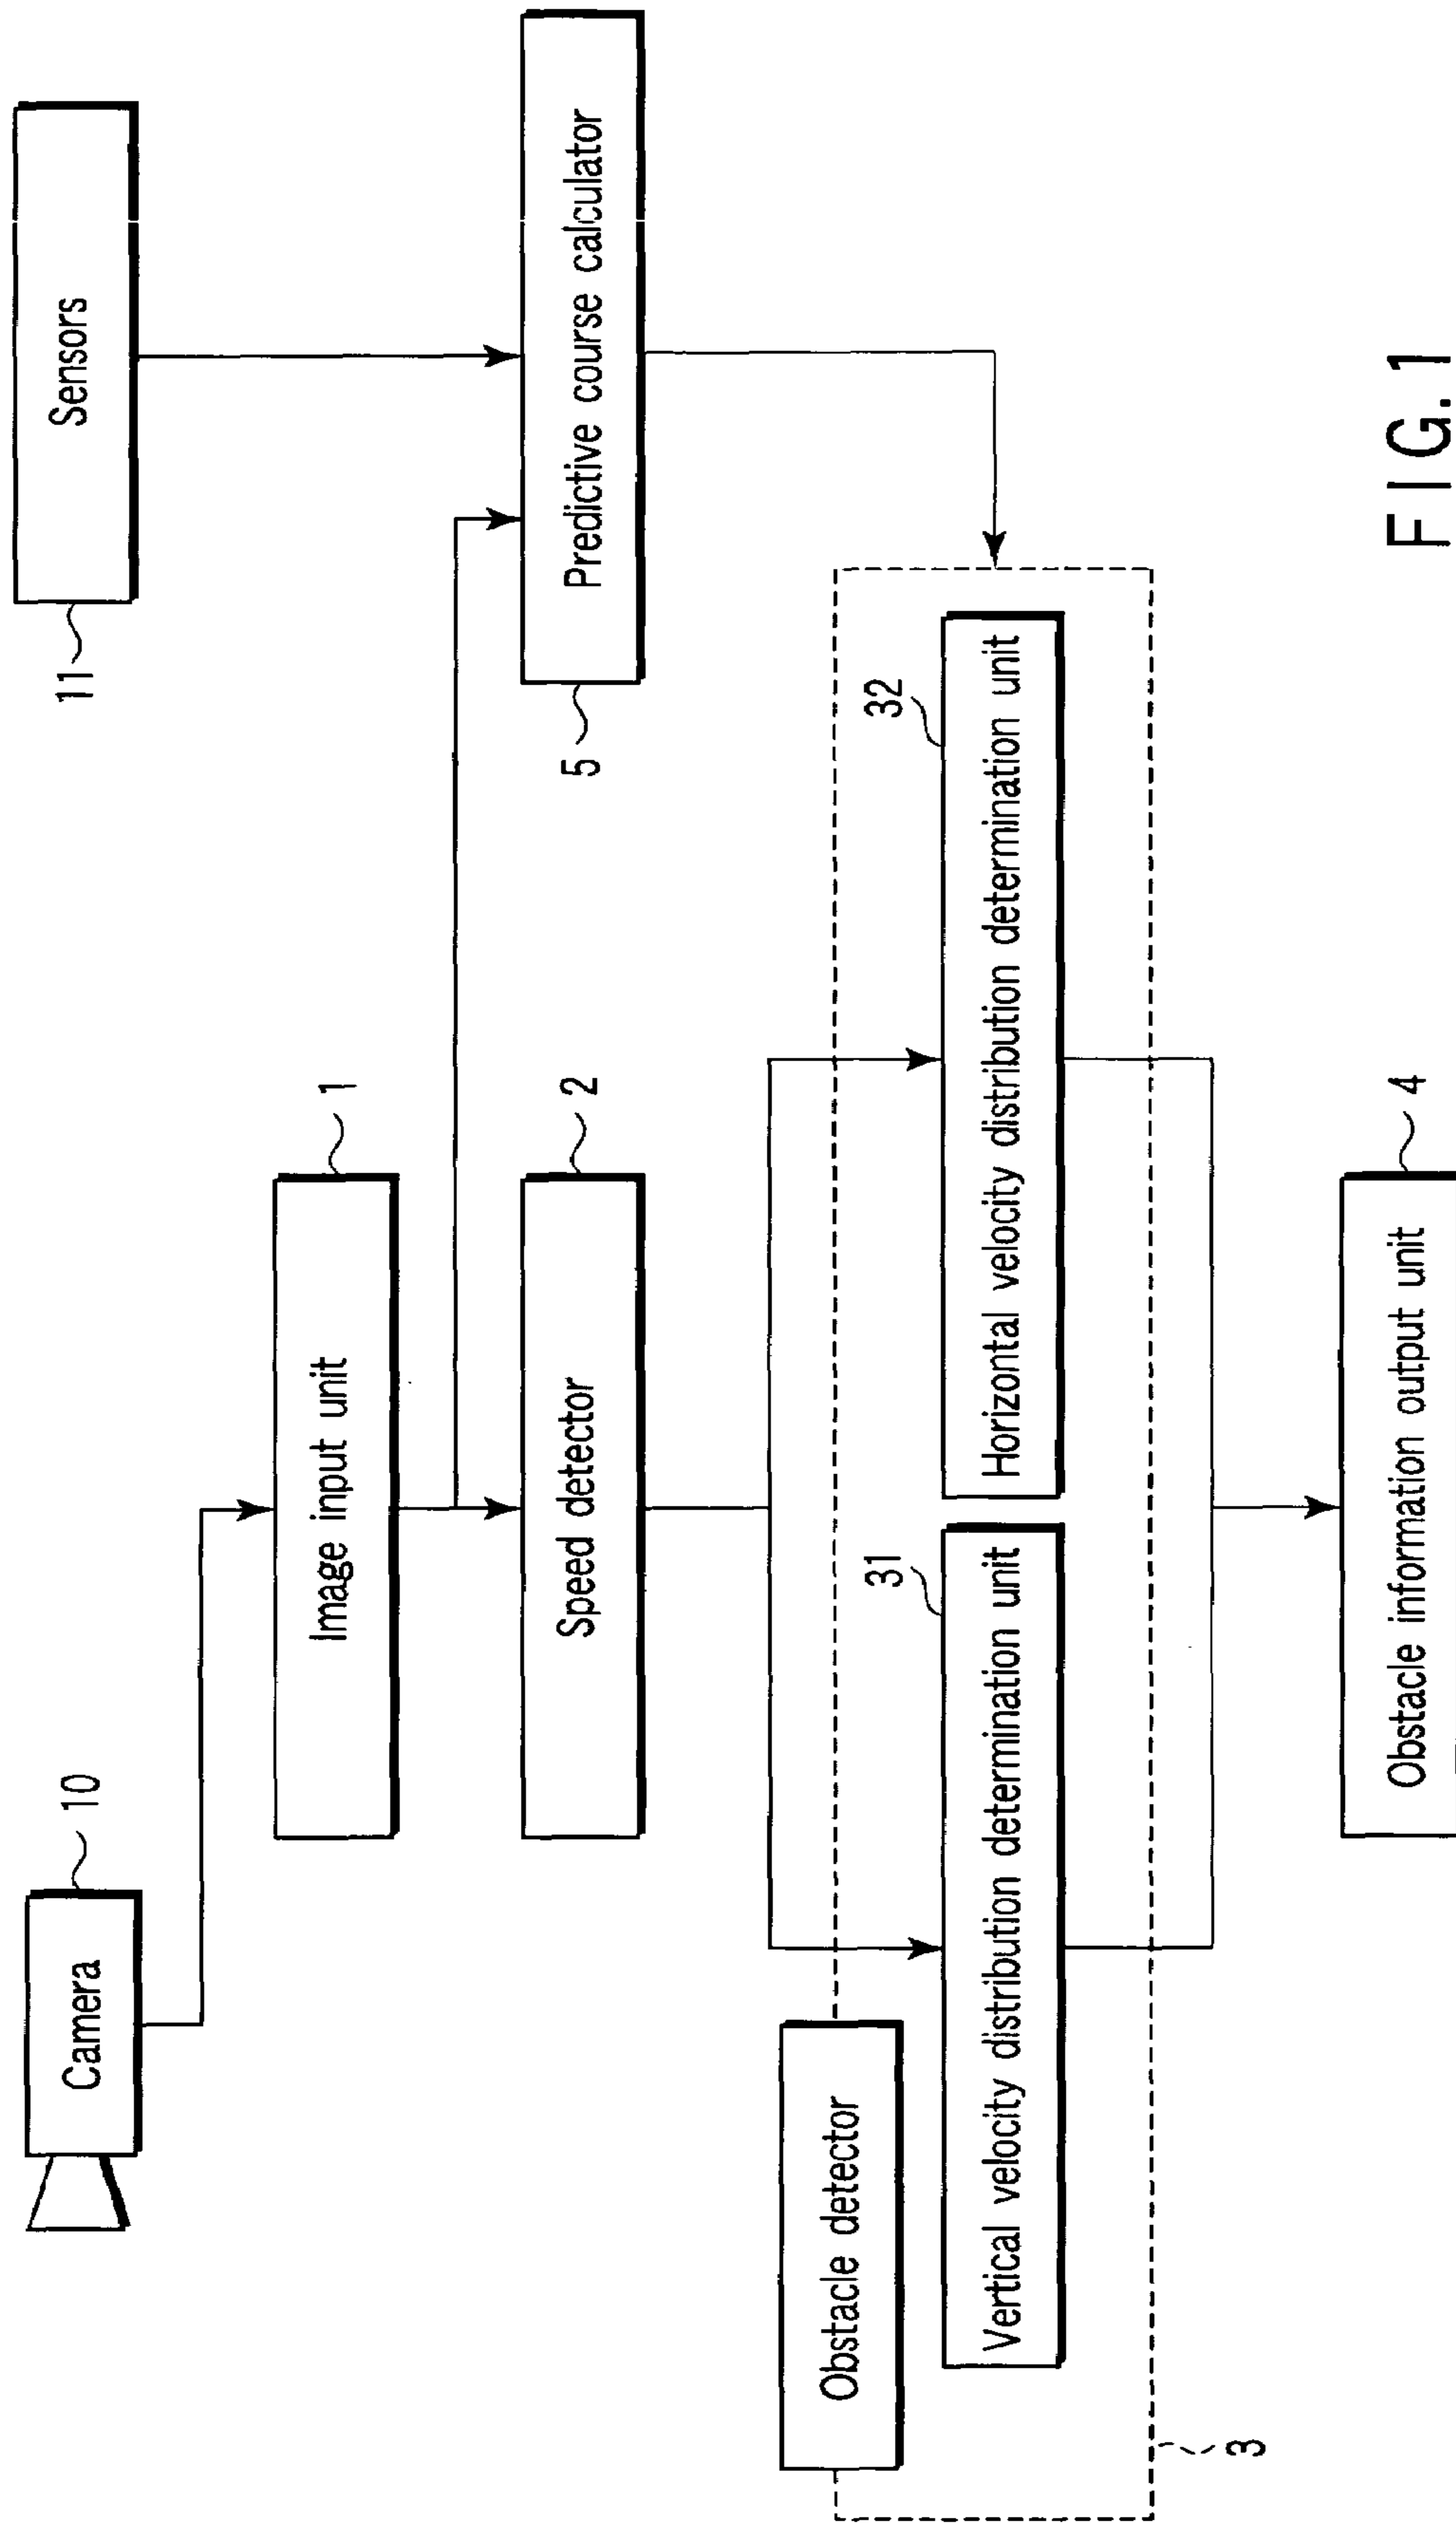 Camera
10
Sensors
11
Image input unit
1
Speed detector
2
Predictive course calculator
5
Obstacle detector
Vertical velocity distribution determination unit
31
Horizontal velocity distribution determination unit
32
3
Obstacle information output unit
4
FIG. 1